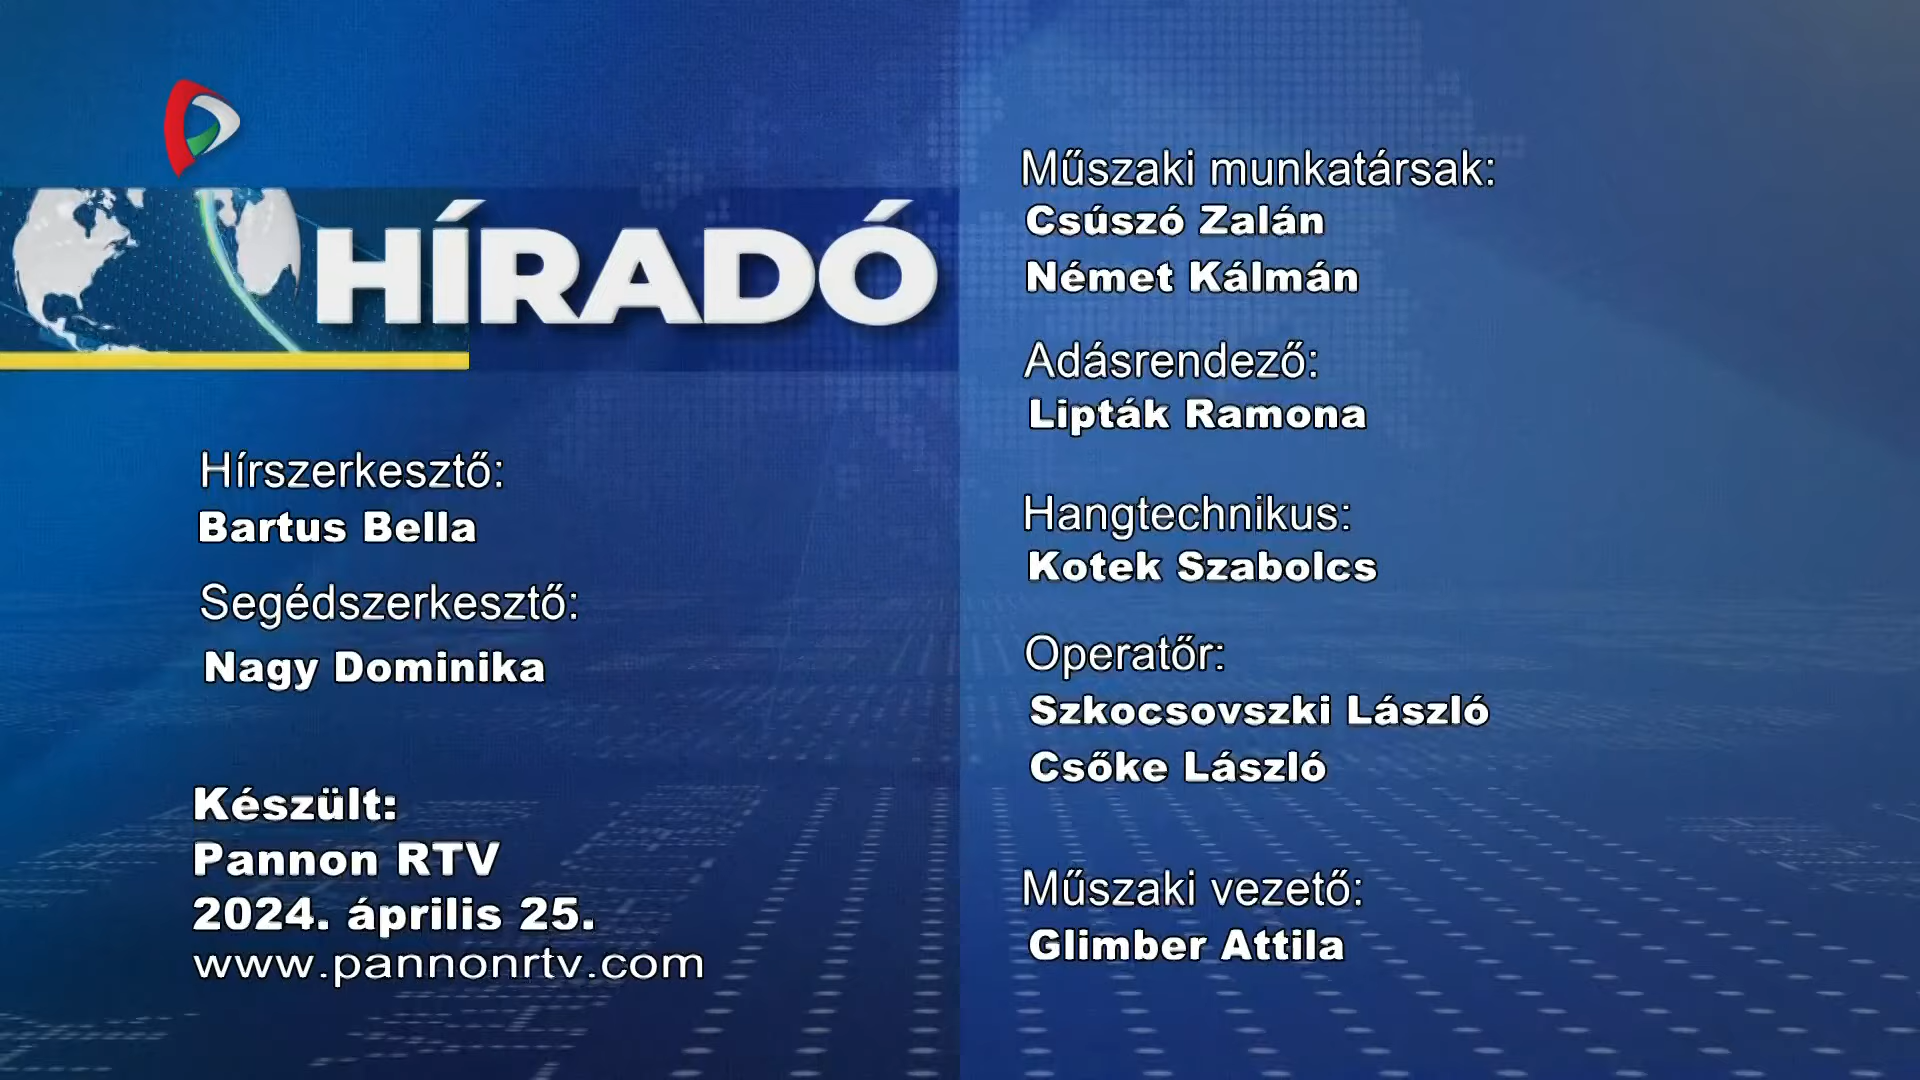 HÍRADÓ
Hírszerkesztő:
Bartus Bella
Segédszerkesztő:
Nagy Dominika
Készült:
Pannon RTV
2024. április 25.
www.pannonrtv.com
Műszaki munkatársak:
Csúszó Zalán
Német Kálmán
Adásrendező:
Lipták Ramona
Hangtechnikus:
Kotek Szabolcs
Operatőr:
Szkocsovszki László
Csőke László
Műszaki vezető:
Glimber Attila